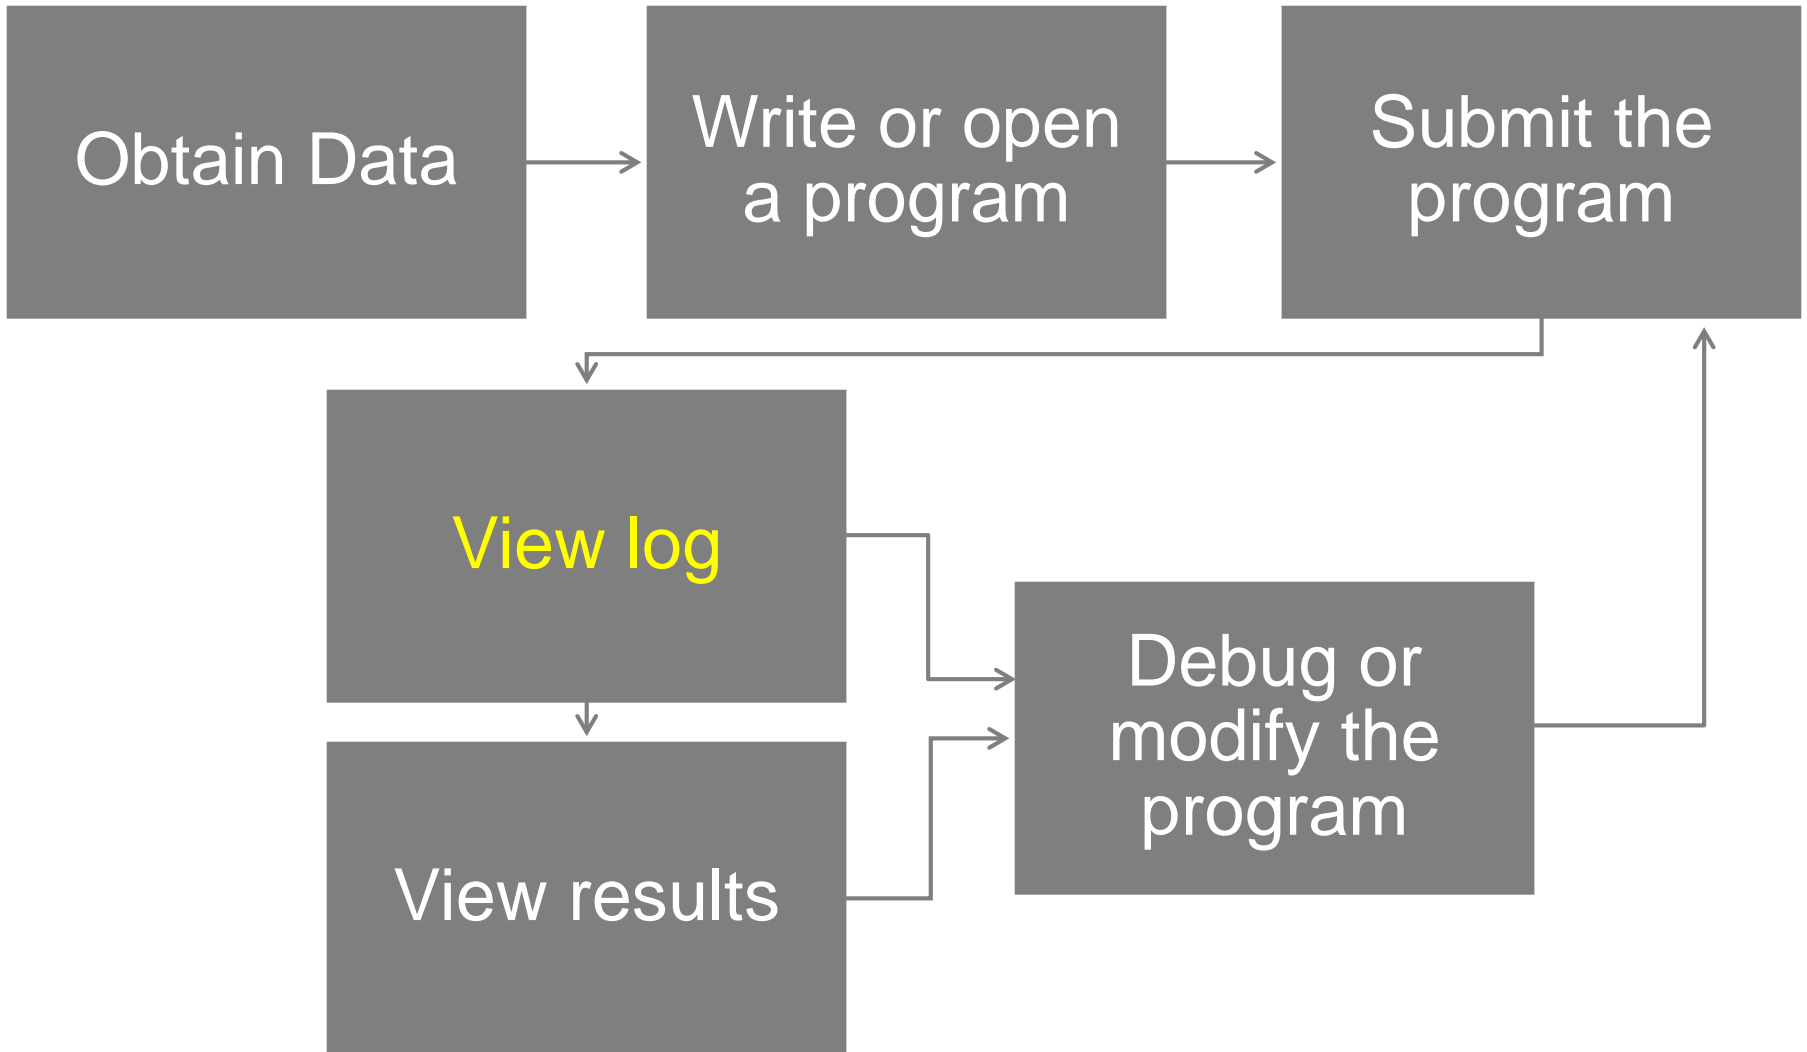 Obtain Data
Write or open
a program
Submit the
program
View log
Debug or
modify the
program
View results